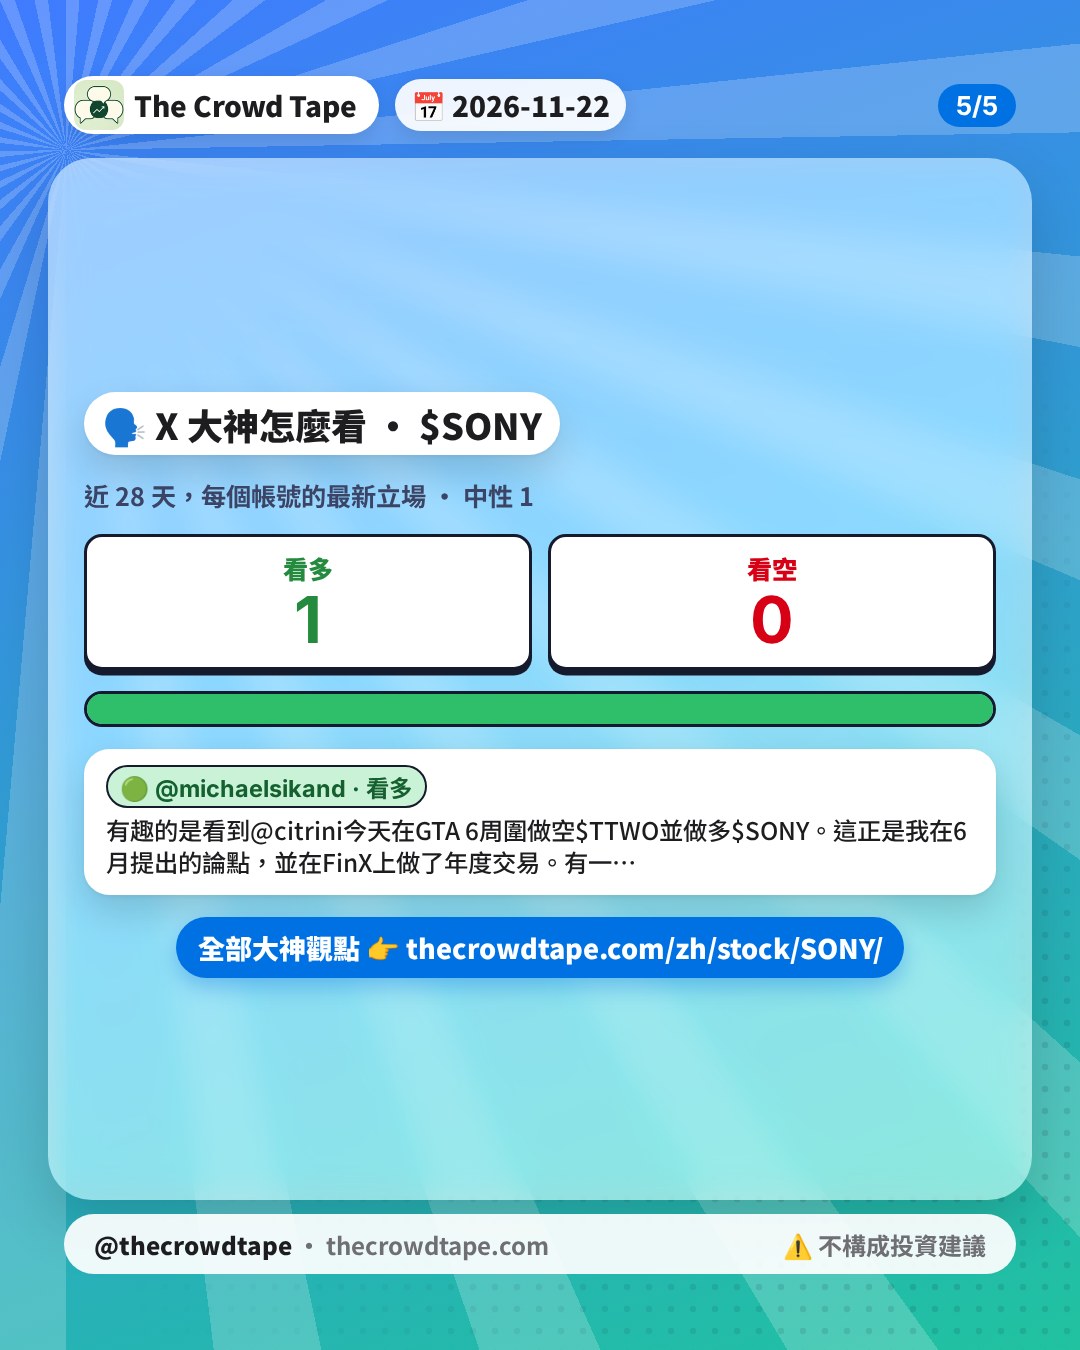 The Crowd Tape
2026-11-22
5/5
X 大神怎麼看 · $SONY
近 28 天，每個帳號的最新立場 · 中性 1
看多
1
看空
0
@michaelsikand · 看多
有趣的是看到@citrini今天在GTA 6周圍做空$TTWO並做多$SONY。這正是我在6
月提出的論點，並在FinX上做了年度交易。有一…
全部大神觀點 👉 thecrowdtape.com/zh/stock/SONY/
@thecrowdtape · thecrowdtape.com
⚠️ 不構成投資建議